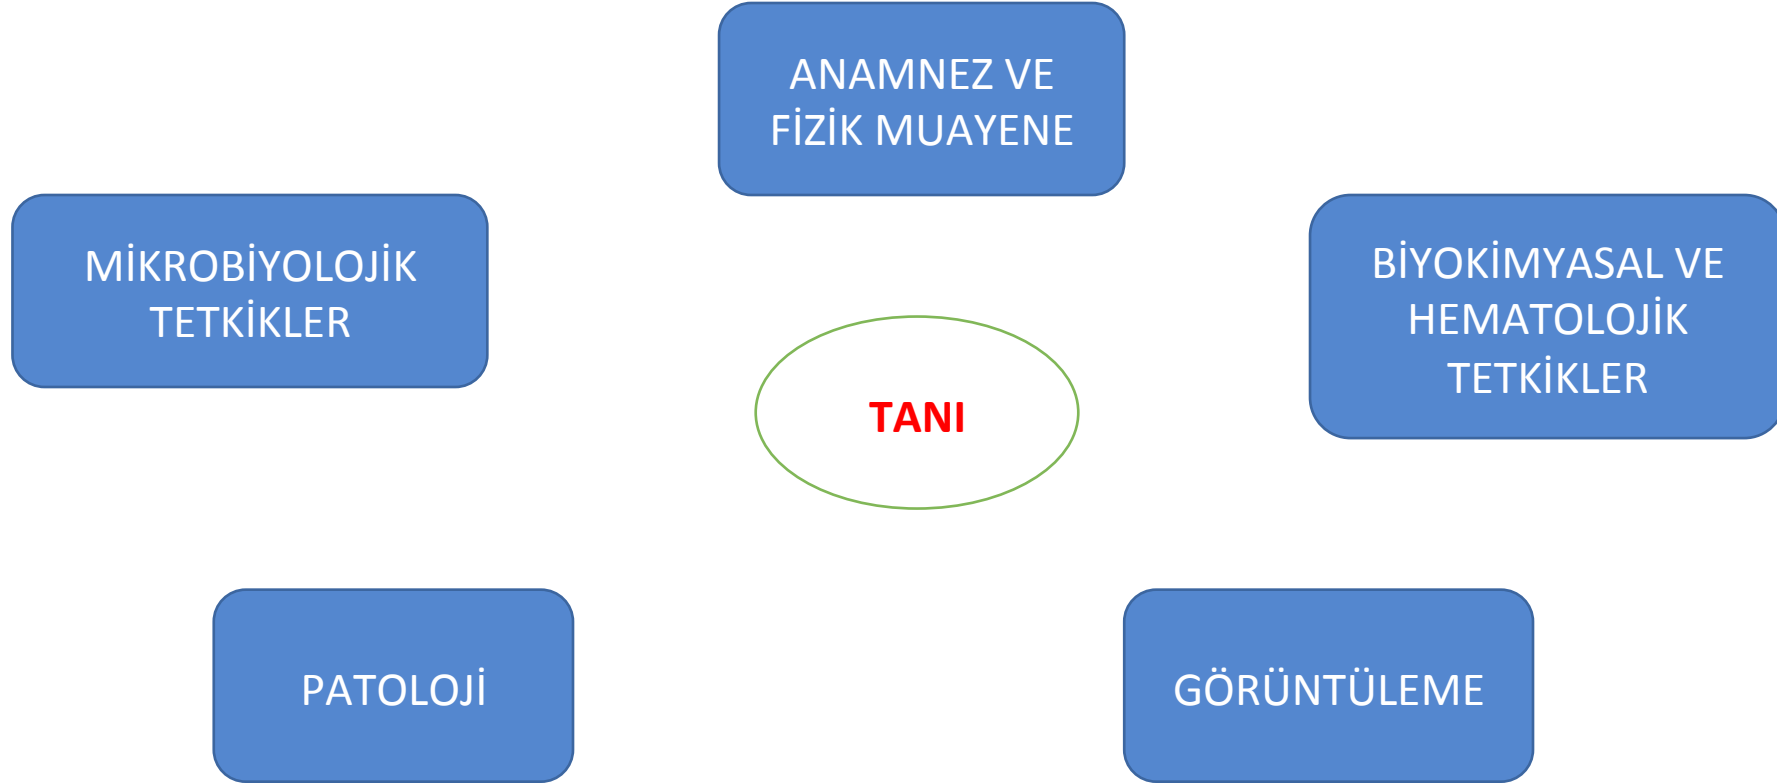 ANAMNEZ VE
FİZİK MUAYENE
MİKROBİYOLOJİK
TETKİKLER
BİYOKİMYASAL VE
HEMATOLOJİK
TETKİKLER
TANI
PATOLOJİ
GÖRÜNTÜLEME